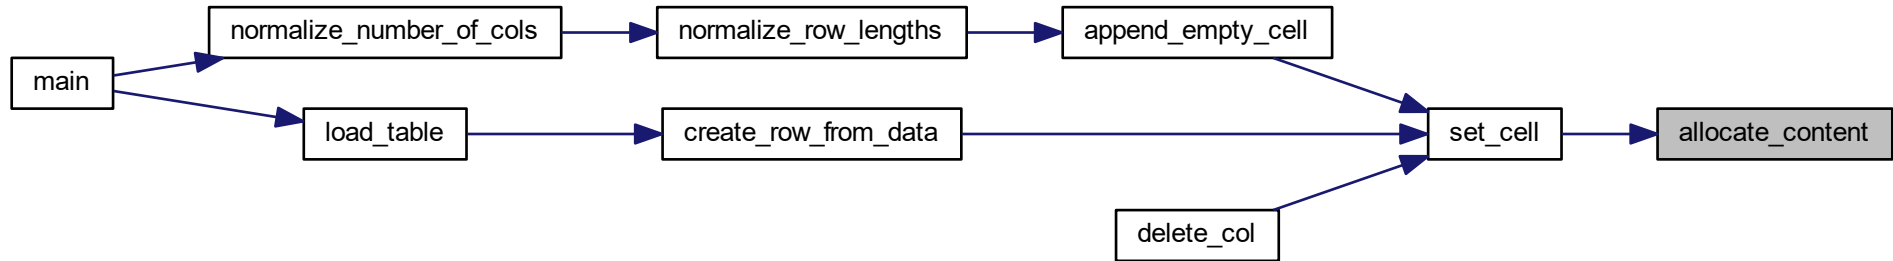 normalize_number_of_cols
normalize_row_lengths
append_empty_cell
main
load_table
create_row_from_data
set_cell
allocate_content
delete_col